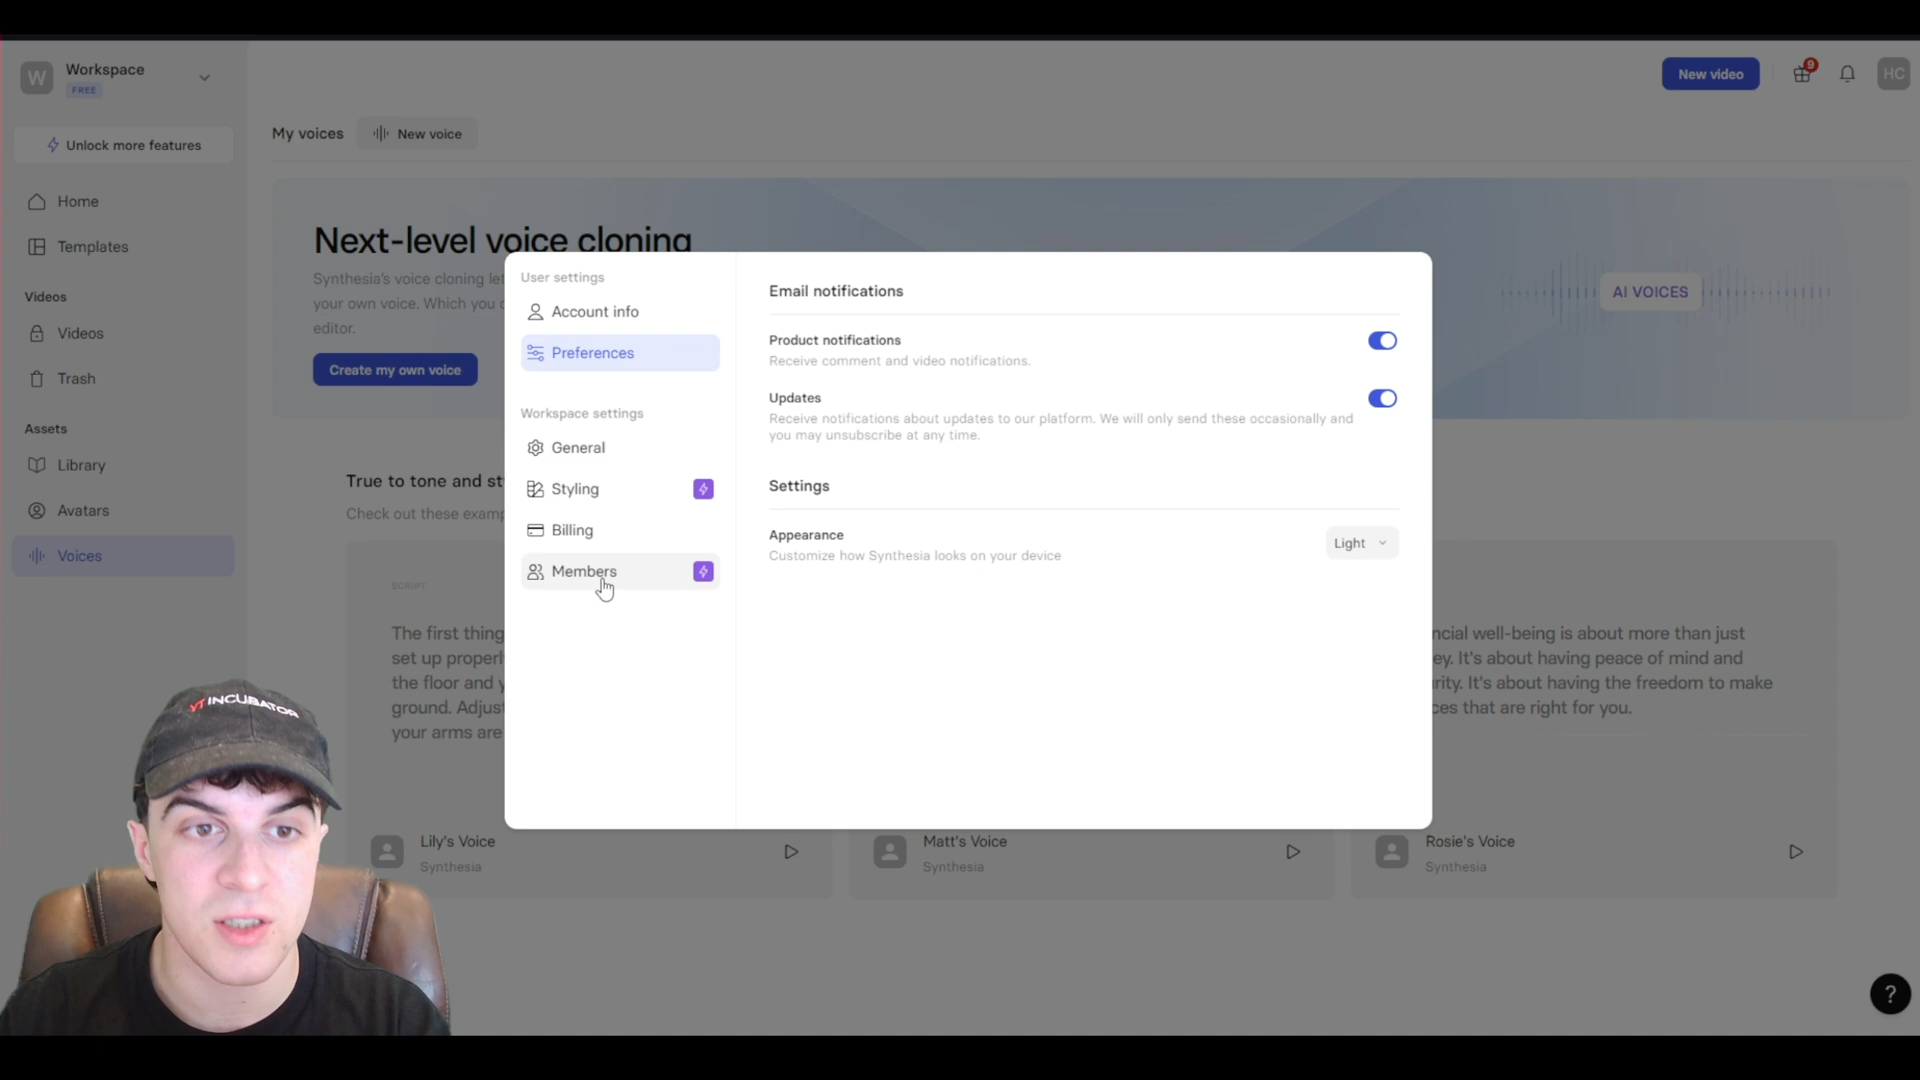 W
Workspace
FREE
Unlock more features
Home
Templates
Videos
Videos
Trash
Assets
Library
Avatars
Voices
New video
9
HC
My voices
New voice
Next-level voice cloning
Synthesia's voice cloning let
your own voice. Which you c
editor.
Create my own voice
AI VOICES
True to tone and st
Check out these examp
SCRIPT
The first thing
set up properl
the floor and y
ground. Adjus
your arms are
ncial well-being is about more than just
ey. It's about having peace of mind and
rity. It's about having the freedom to make
ces that are right for you.
Lily's Voice
Synthesia
Matt's Voice
Synthesia
Rosie's Voice
Synthesia
User settings
Account info
Preferences
Workspace settings
General
Styling
Billing
Members
Email notifications
Product notifications
Receive comment and video notifications.
Updates
Receive notifications about updates to our platform. We will only send these occasionally and
you may unsubscribe at any time.
Settings
Appearance
Customize how Synthesia looks on your device
Light
YT INCUBATOR
?